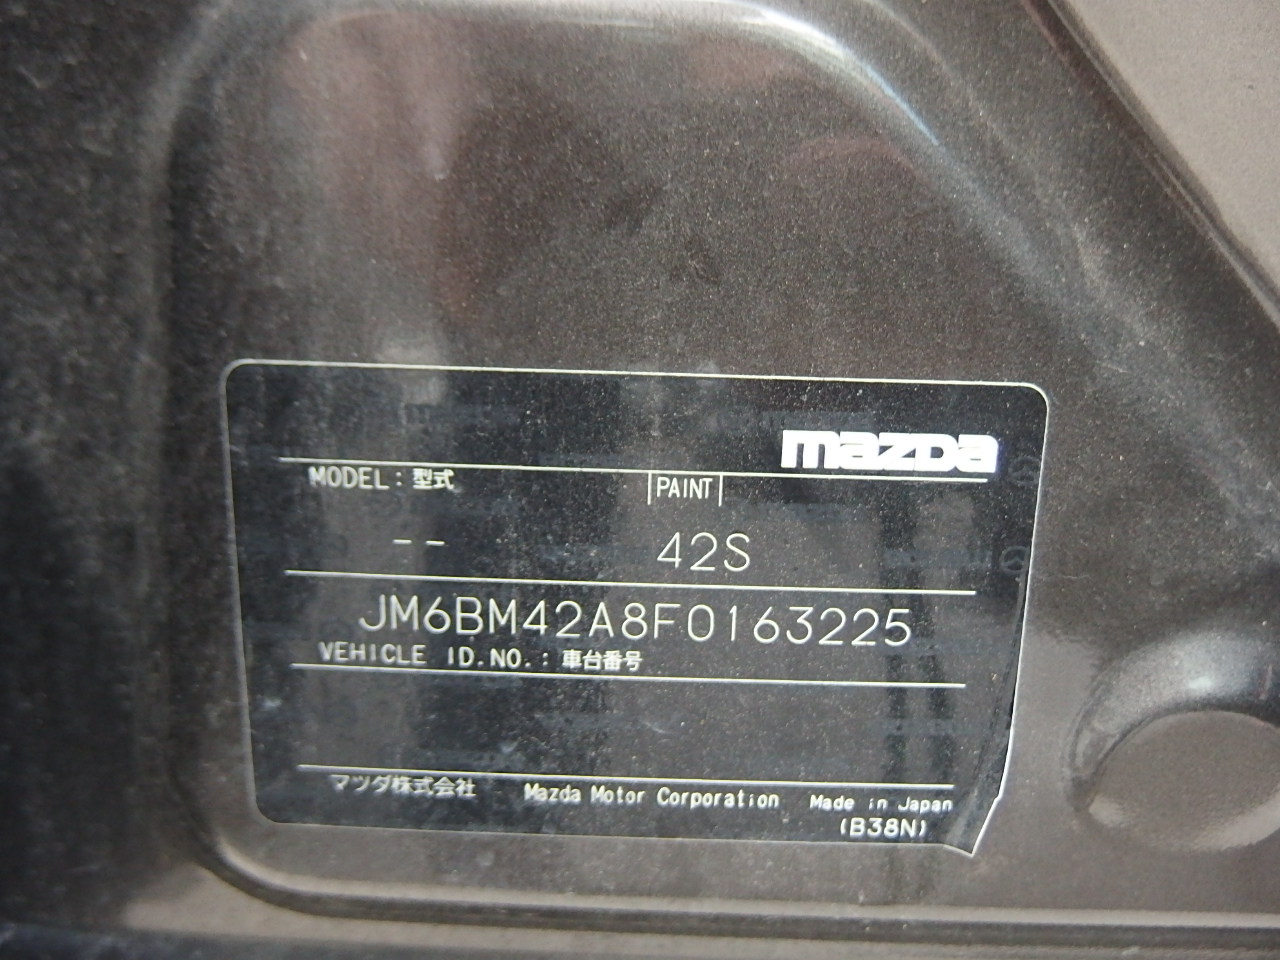 mazda
MODEL : 型式
PAINT
-- 42S
JM6BM42A8F0163225
VEHICLE ID.NO. : 車台番号
マツダ株式会社 Mazda Motor Corporation Made in Japan
(B38N)